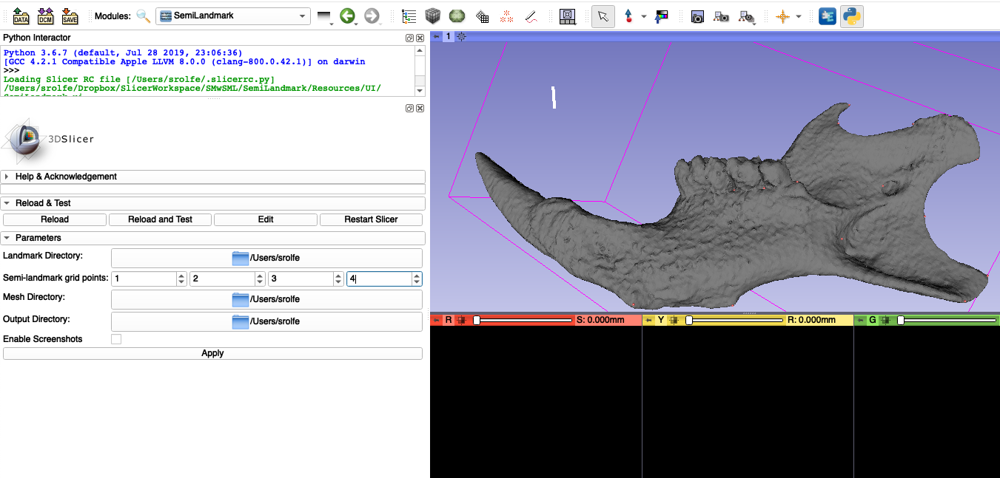 DATA DCM SAVE Modules: SemiLandmark
Python Interactor
Python 3.6.7 (default, Jul 28 2019, 23:06:36)
[GCC 4.2.1 Compatible Apple LLVM 8.0.0 (clang-800.0.42.1)] on darwin
>>>
Loading Slicer RC file [/Users/srolfe/.slicerrc.py]
/Users/srolfe/Dropbox/SlicerWorkspace/SMwSML/SemiLandmark/Resources/UI/
SemiLandmark.ui
3DSlicer
Help & Acknowledgement
Reload & Test
Reload Reload and Test Edit Restart Slicer
Parameters
Landmark Directory: /Users/srolfe
Semi-landmark grid points: 1 2 3 4
Mesh Directory: /Users/srolfe
Output Directory: /Users/srolfe
Enable Screenshots
Apply
1
R S: 0.000mm Y R: 0.000mm G